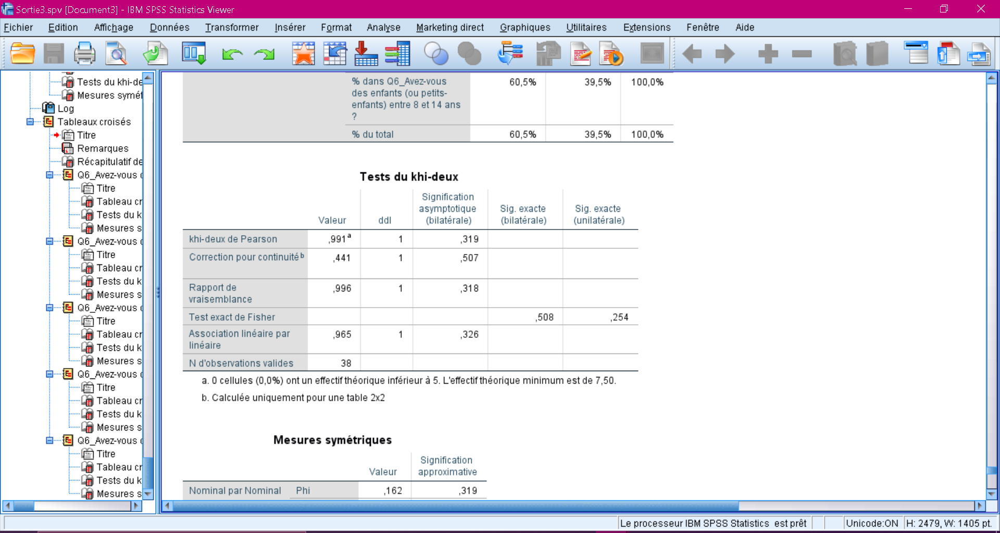 Sortie3.spv [Document3] - IBM SPSS Statistics Viewer
Fichier Edition Affichage Données Transformer Insérer Format Analyse Marketing direct Graphiques Utilitaires Extensions Fenêtre Aide
Tests du khi-de
Mesures symét
Log
Tableaux croisés
Titre
Remarques
Récapitulatif de
Q6_Avez-vous d
Titre
Tableau cr
Tests du k
Mesures s
Q6_Avez-vous d
Titre
Tableau cr
Tests du k
Mesures s
Q6_Avez-vous d
Titre
Tableau cr
Tests du k
Mesures s
Q6_Avez-vous d
Titre
Tableau cr
Tests du k
Mesures s
Q6_Avez-vous d
Titre
Tableau cr
Tests du k
Mesures s
% dans Q6_Avez-vous 60,5% 39,5% 100,0%
des enfants (ou petits-
enfants) entre 8 et 14 ans
?
% du total 60,5% 39,5% 100,0%
Tests du khi-deux
Valeur ddl Signification asymptotique (bilatérale) Sig. exacte (bilatérale) Sig. exacte (unilatérale)
khi-deux de Pearson ,991a 1 ,319
Correction pour continuitéb ,441 1 ,507
Rapport de vraisemblance ,996 1 ,318
Test exact de Fisher ,508 ,254
Association linéaire par linéaire ,965 1 ,326
N d'observations valides 38
a. 0 cellules (0,0%) ont un effectif théorique inférieur à 5. L'effectif théorique minimum est de 7,50.
b. Calculée uniquement pour une table 2x2
Mesures symétriques
Valeur Signification approximative
Nominal par Nominal Phi ,162 ,319
Le processeur IBM SPSS Statistics est prêt Unicode:ON H: 2479, W: 1405 pt.